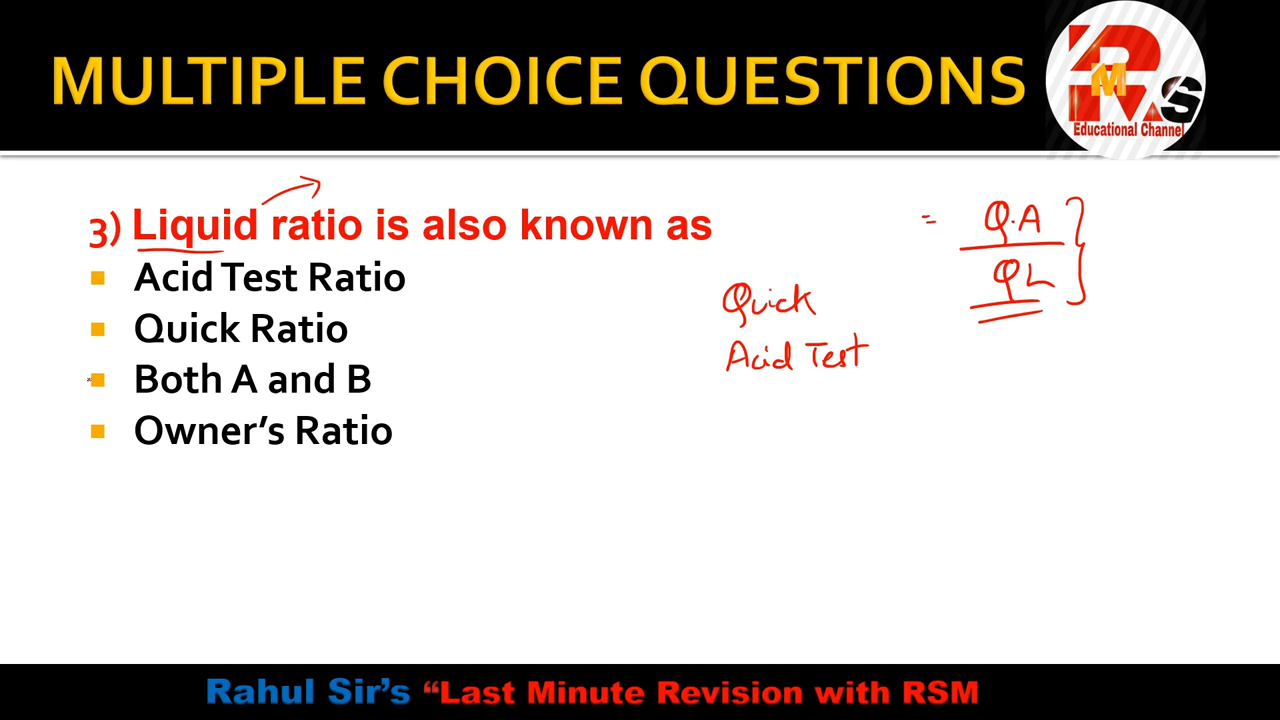 MULTIPLE CHOICE QUESTIONS
RMS
Educational Channel
3) Liquid ratio is also known as
Acid Test Ratio
Quick Ratio
Both A and B
Owner’s Ratio
= Q.A
QL
Quick
Acid Test
Rahul Sir’s “Last Minute Revision with RSM